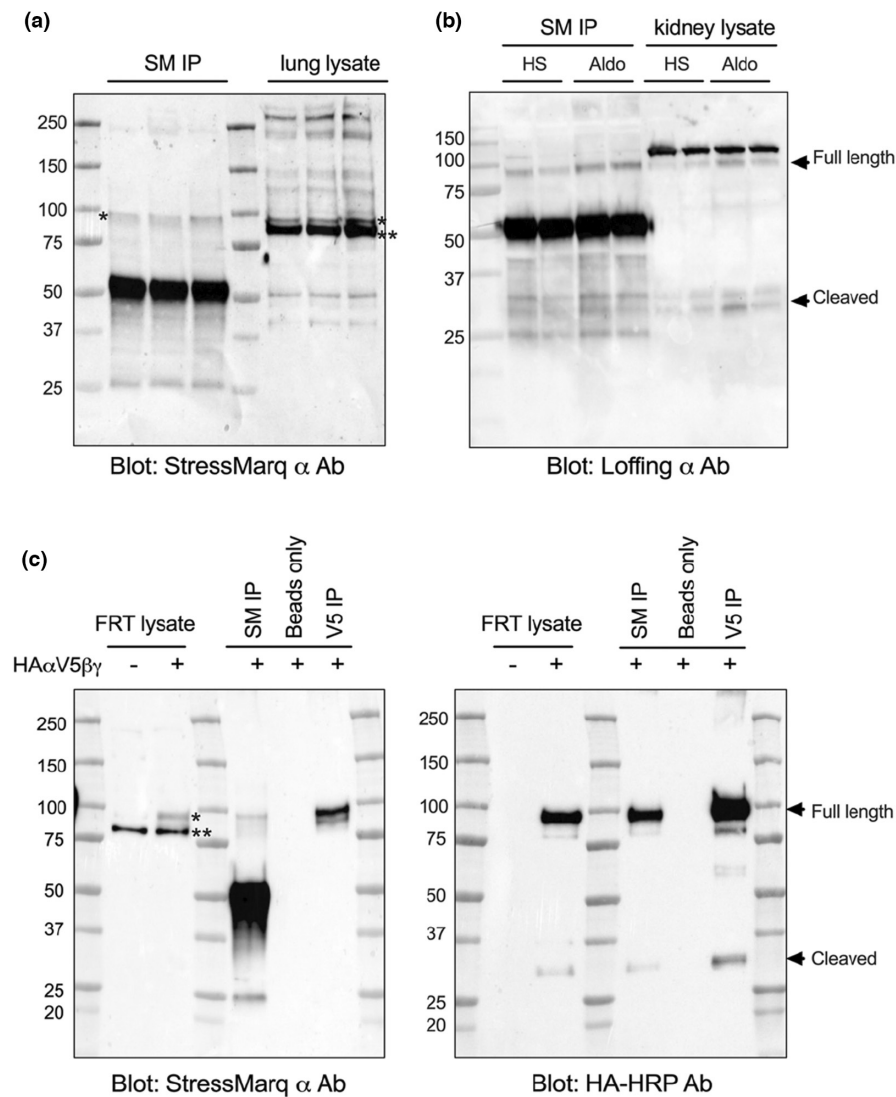 (a)
SM IP
lung lysate
250
150
100
75
50
37
25
*
*
**
Blot: StressMarq α Ab
(b)
SM IP
kidney lysate
HS
Aldo
HS
Aldo
150
100
75
50
37
25
Full length
Cleaved
Blot: Loffing α Ab
(c)
FRT lysate
SM IP
Beads only
V5 IP
HAαV5βγ
-
+
+
+
+
250
150
100
75
50
37
25
20
*
**
Blot: StressMarq α Ab
FRT lysate
SM IP
Beads only
V5 IP
-
+
+
+
+
250
150
100
75
50
37
25
20
Full length
Cleaved
Blot: HA-HRP Ab